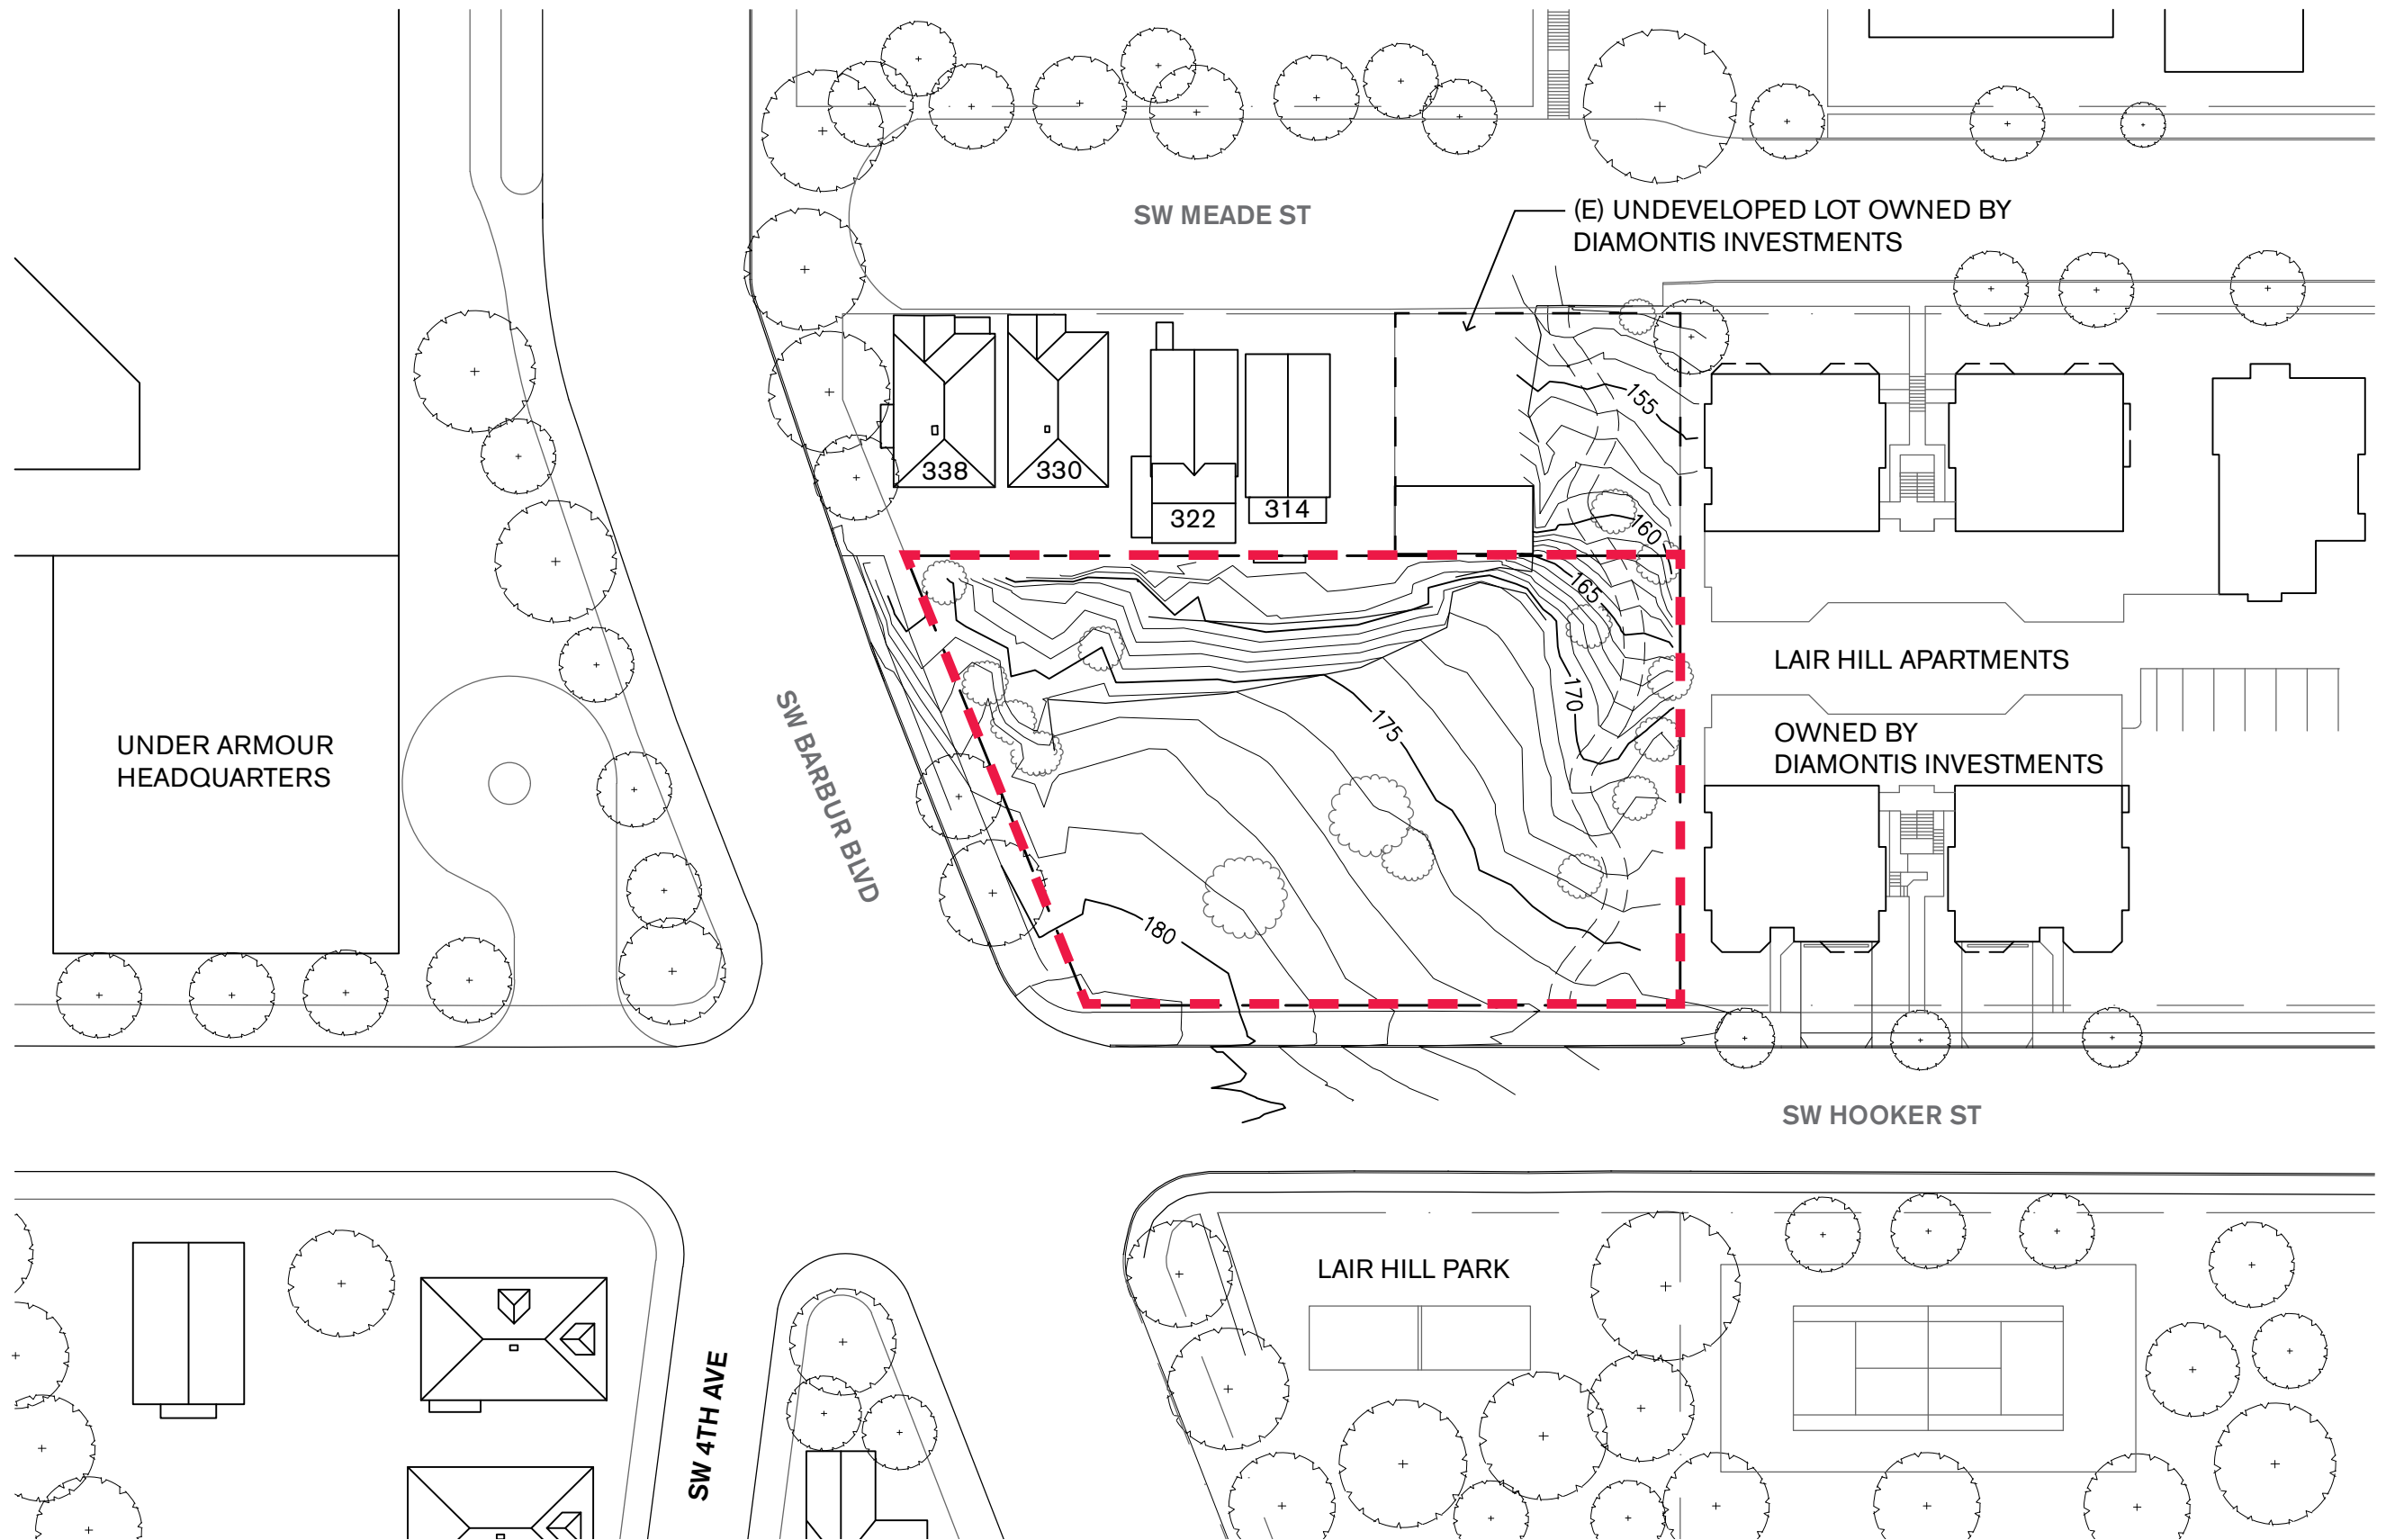 SW MEADE ST
(E) UNDEVELOPED LOT OWNED BY
DIAMONTIS INVESTMENTS
155
338
330
322
314
160
165
LAIR HILL APARTMENTS
170
SW BARBUR BLVD
175
OWNED BY
DIAMONTIS INVESTMENTS
UNDER ARMOUR
HEADQUARTERS
180
SW HOOKER ST
LAIR HILL PARK
SW 4TH AVE